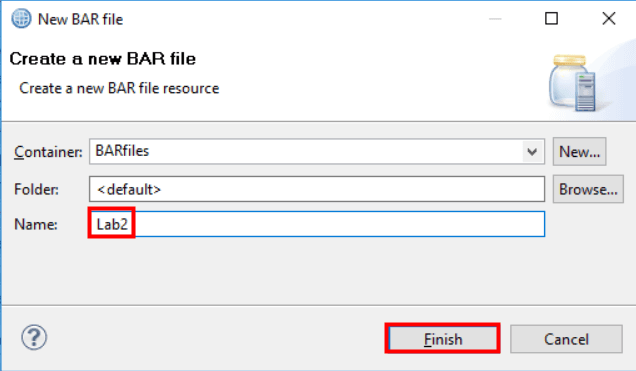 New BAR file
Create a new BAR file
Create a new BAR file resource
Container: BARfiles New...
Folder: <default> Browse...
Name: Lab2
? Finish Cancel